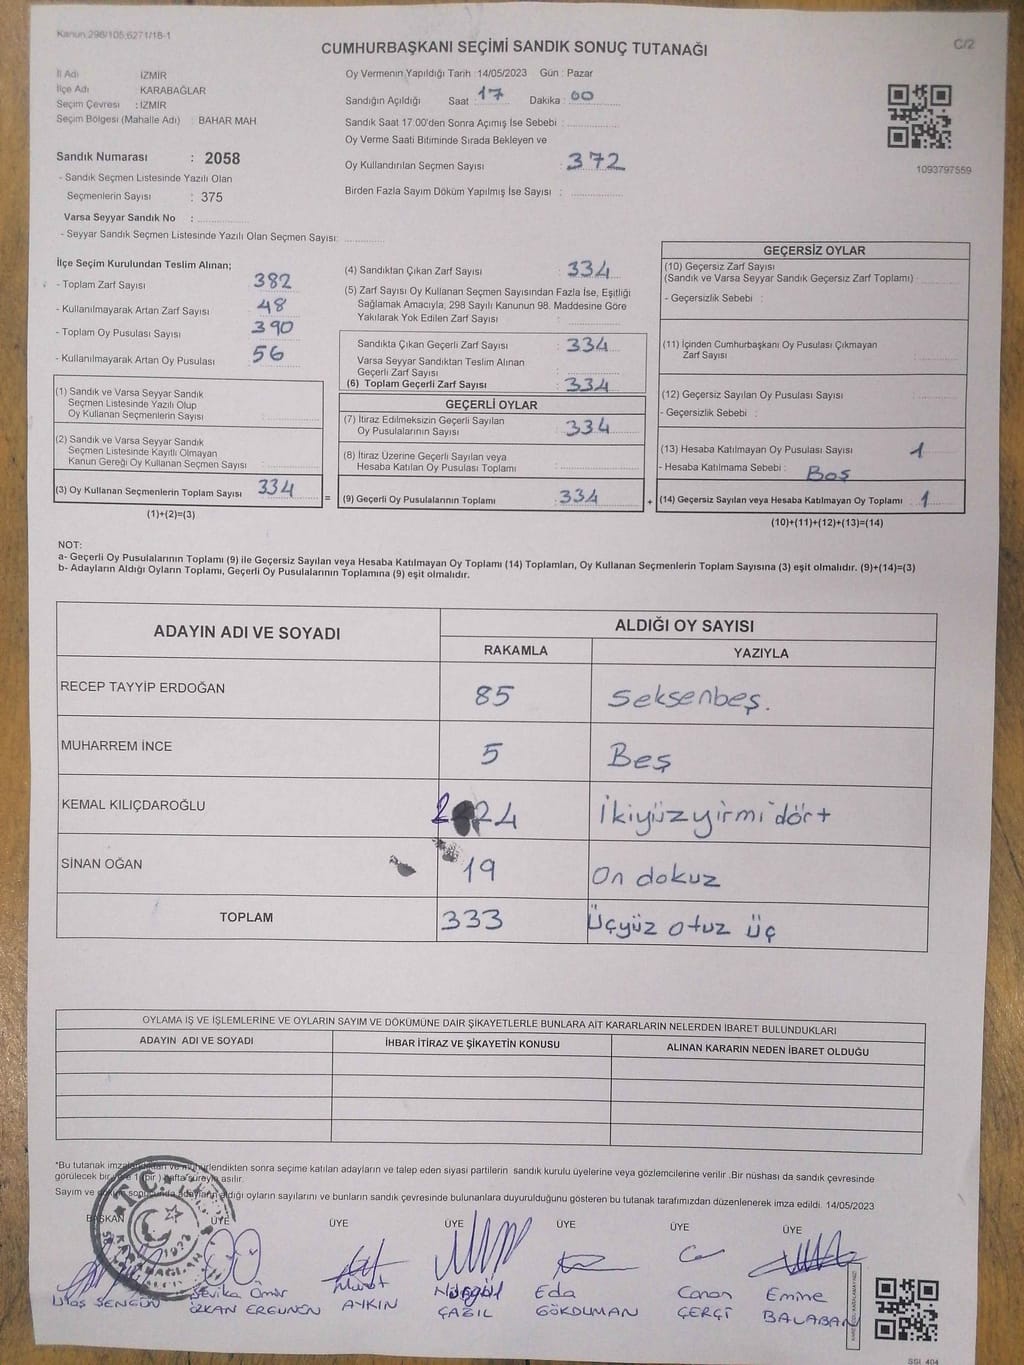 Kanun 298/105,6271/18-1
CUMHURBAŞKANI SEÇİMİ SANDIK SONUÇ TUTANAĞI
C/2
İl Adı İZMİR
İlçe Adı : KARABAĞLAR
Seçim Çevresi : İZMİR
Seçim Bölgesi (Mahalle Adı) : BAHAR MAH
Sandık Numarası : 2058
- Sandık Seçmen Listesinde Yazılı Olan
Seçmenlerin Sayısı : 375
Varsa Seyyar Sandık No :
- Seyyar Sandık Seçmen Listesinde Yazılı Olan Seçmen Sayısı:
Oy Vermenin Yapıldığı Tarih : 14/05/2023 Gün : Pazar
Sandığın Açıldığı Saat : 17 Dakika : 00
Sandık Saat 17.00'den Sonra Açımış İse Sebebi :
Oy Verme Saati Bitiminde Sırada Bekleyen ve
Oy Kullandırılan Seçmen Sayısı : 372
Birden Fazla Sayım Döküm Yapılmış İse Sayısı :
1093797559
İlçe Seçim Kurulundan Teslim Alınan;
- Toplam Zarf Sayısı 382
- Kullanılmayarak Artan Zarf Sayısı 48
- Toplam Oy Pusulası Sayısı 390
- Kullanılmayarak Artan Oy Pusulası 56
(1) Sandık ve Varsa Seyyar Sandık
Seçmen Listesinde Yazılı Olup
Oy Kullanan Seçmenlerin Sayısı :
(2) Sandık ve Varsa Seyyar Sandık
Seçmen Listesinde Kayıtlı Olmayan
Kanun Gereği Oy Kullanan Seçmen Sayısı
(3) Oy Kullanan Seçmenlerin Toplam Sayısı 334
(1)+(2)=(3)
(4) Sandıktan Çıkan Zarf Sayısı : 334
(5) Zarf Sayısı Oy Kullanan Seçmen Sayısından Fazla İse, Eşitliği
Sağlamak Amacıyla; 298 Sayılı Kanunun 98. Maddesine Göre
Yakılarak Yok Edilen Zarf Sayısı :
Sandıkta Çıkan Geçerli Zarf Sayısı : 334
Varsa Seyyar Sandıktan Teslim Alınan
Geçerli Zarf Sayısı :
(6) Toplam Geçerli Zarf Sayısı : 334
GEÇERLİ OYLAR
(7) İtiraz Edilmeksizin Geçerli Sayılan
Oy Pusulalarının Sayısı : 334
(8) İtiraz Üzerine Geçerli Sayılan veya
Hesaba Katılan Oy Pusulası Toplamı :
= (9) Geçerli Oy Pusulalarının Toplamı : 334 +
GEÇERSİZ OYLAR
(10) Geçersiz Zarf Sayısı
(Sandık ve Varsa Seyyar Sandık Geçersiz Zarf Toplamı)
- Geçersizlik Sebebi :
(11) İçinden Cumhurbaşkanı Oy Pusulası Çıkmayan
Zarf Sayısı
(12) Geçersiz Sayılan Oy Pusulası Sayısı
- Geçersizlik Sebebi :
(13) Hesaba Katılmayan Oy Pusulası Sayısı 1
- Hesaba Katılmama Sebebi : Boş
(14) Geçersiz Sayılan veya Hesaba Katılmayan Oy Toplamı 1
(10)+(11)+(12)+(13)=(14)
NOT:
a- Geçerli Oy Pusulalarının Toplamı (9) ile Geçersiz Sayılan veya Hesaba Katılmayan Oy Toplamı (14) Toplamları, Oy Kullanan Seçmenlerin Toplam Sayısına (3) eşit olmalıdır. (9)+(14)=(3)
b- Adayların Aldığı Oyların Toplamı, Geçerli Oy Pusulalarının Toplamına (9) eşit olmalıdır.
ADAYIN ADI VE SOYADI
ALDIĞI OY SAYISI
RAKAMLA YAZIYLA
RECEP TAYYİP ERDOĞAN 85 Seksenbeş.
MUHARREM İNCE 5 Beş
KEMAL KILIÇDAROĞLU 224 İkiyüzyirmidört
SİNAN OĞAN 19 On dokuz
TOPLAM 333 Üçyüz otuz üç
OYLAMA İŞ VE İŞLEMLERİNE VE OYLARIN SAYIM VE DÖKÜMÜNE DAİR ŞİKAYETLERLE BUNLARA AİT KARARLARIN NELERDEN İBARET BULUNDUKLARI
ADAYIN ADI VE SOYADI İHBAR İTİRAZ VE ŞİKAYETİN KONUSU ALINAN KARARIN NEDEN İBARET OLDUĞU
*Bu tutanak imzalandıktan ve mühürlendikten sonra seçime katılan adayların ve talep eden siyasi partilerin sandık kurulu üyelerine veya gözlemcilerine verilir .Bir nüshası da sandık çevresinde
görülecek bir yere 1 (bir ) hafta süreyle asılır.
Sayım ve döküm sonucunda adayların aldığı oyların sayılarını ve bunların sandık çevresinde bulunanlara duyurulduğunu gösteren bu tutanak tarafımızdan düzenlenerek imza edildi. 14/05/2023
BAŞKAN ÜYE ÜYE ÜYE ÜYE ÜYE ÜYE
T.C.
KARABAĞLAR
Ulaş ŞENGÜN
Sevika Ömür
ÖZKAN ERGUNÜN
Murat
AYKIN
Nurgül
ÇAĞIL
Eda
GÖKDUMAN
Canan
ÇERÇİ
Emine
BALABAN
SGİ_404